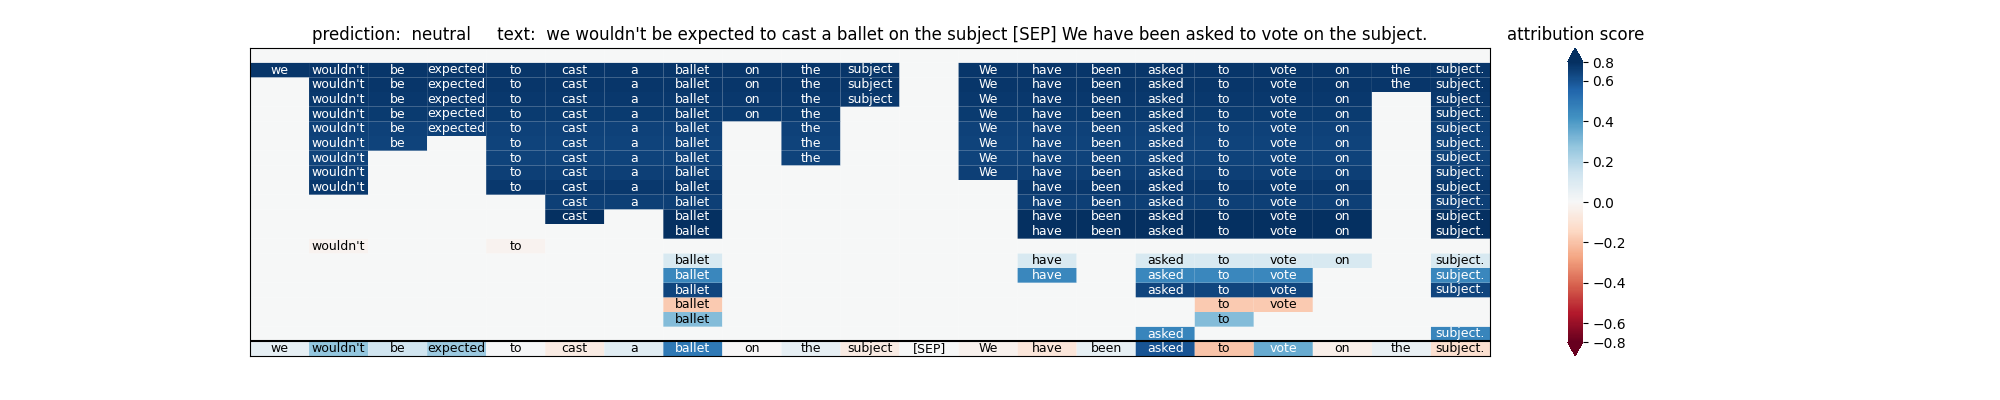 prediction: neutral text: we wouldn't be expected to cast a ballet on the subject [SEP] We have been asked to vote on the subject.
we wouldn't be expected to cast a ballet on the subject We have been asked to vote on the subject.
wouldn't be expected to cast a ballet on the subject We have been asked to vote on the subject.
wouldn't be expected to cast a ballet on the subject We have been asked to vote on subject.
wouldn't be expected to cast a ballet on the We have been asked to vote on subject.
wouldn't be expected to cast a ballet the We have been asked to vote on subject.
wouldn't be to cast a ballet the We have been asked to vote on subject.
wouldn't to cast a ballet the We have been asked to vote on subject.
wouldn't to cast a ballet We have been asked to vote on subject.
wouldn't to cast a ballet have been asked to vote on subject.
cast a ballet have been asked to vote on subject.
cast ballet have been asked to vote on subject.
ballet have been asked to vote on subject.
wouldn't to
ballet have asked to vote on subject.
ballet have asked to vote subject.
ballet asked to vote subject.
ballet to vote
ballet to
asked subject.
we wouldn't be expected to cast a ballet on the subject [SEP] We have been asked to vote on the subject.
attribution score
0.8
0.6
0.4
0.2
0.0
−0.2
−0.4
−0.6
−0.8